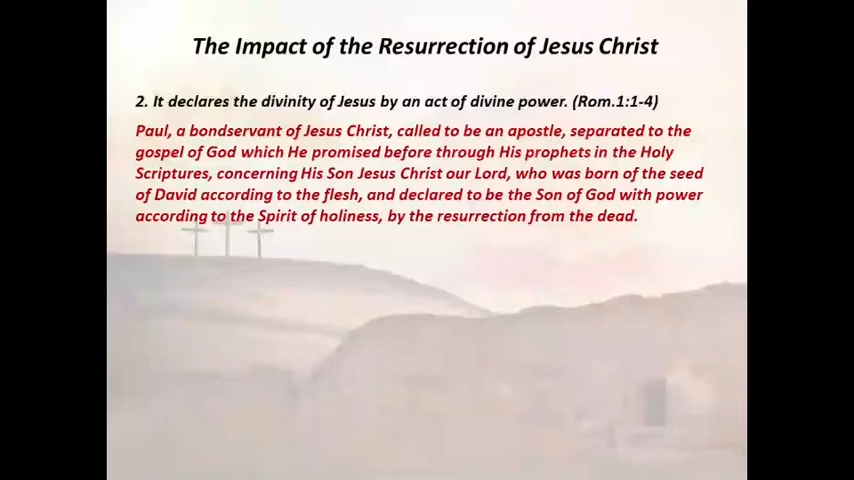 The Impact of the Resurrection of Jesus Christ
2. It declares the divinity of Jesus by an act of divine power. (Rom.1:1-4)
Paul, a bondservant of Jesus Christ, called to be an apostle, separated to the
gospel of God which He promised before through His prophets in the Holy
Scriptures, concerning His Son Jesus Christ our Lord, who was born of the seed
of David according to the flesh, and declared to be the Son of God with power
according to the Spirit of holiness, by the resurrection from the dead.